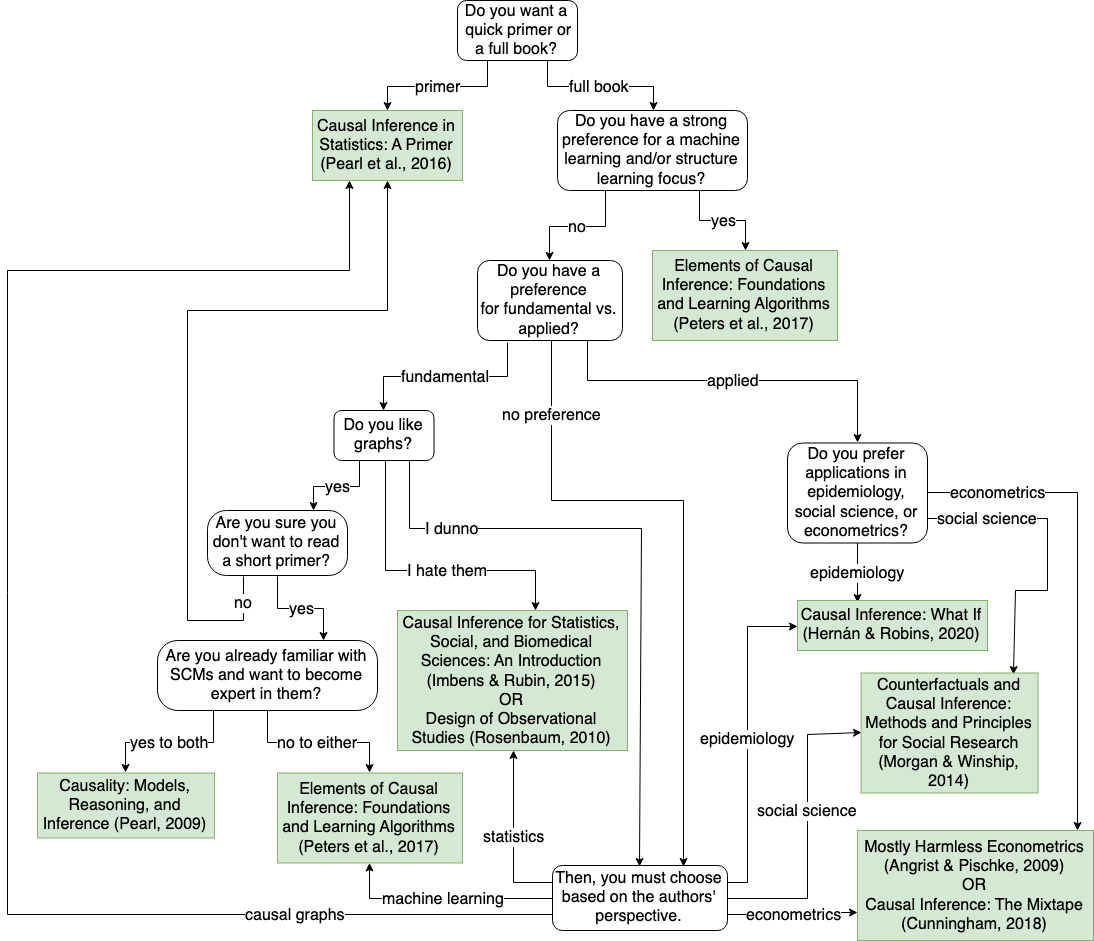 Do you want a
quick primer or
a full book?
primer
full book
Causal Inference in
Statistics: A Primer
(Pearl et al., 2016)
Do you have a strong
preference for a machine
learning and/or structure
learning focus?
no
yes
Elements of Causal
Inference: Foundations
and Learning Algorithms
(Peters et al., 2017)
Do you have a
preference
for fundamental vs.
applied?
fundamental
no preference
applied
Do you like
graphs?
yes
I dunno
I hate them
Do you prefer
applications in
epidemiology,
social science, or
econometrics?
econometrics
social science
epidemiology
Are you sure you
don't want to read
a short primer?
no
yes
Causal Inference: What If
(Hernán & Robins, 2020)
Causal Inference for Statistics,
Social, and Biomedical
Sciences: An Introduction
(Imbens & Rubin, 2015)
OR
Design of Observational
Studies (Rosenbaum, 2010)
Are you already familiar with
SCMs and want to become
expert in them?
yes to both
no to either
Counterfactuals and
Causal Inference:
Methods and Principles
for Social Research
(Morgan & Winship,
2014)
Causality: Models,
Reasoning, and
Inference (Pearl, 2009)
Elements of Causal
Inference: Foundations
and Learning Algorithms
(Peters et al., 2017)
epidemiology
social science
statistics
Mostly Harmless Econometrics
(Angrist & Pischke, 2009)
OR
Causal Inference: The Mixtape
(Cunningham, 2018)
Then, you must choose
based on the authors'
perspective.
machine learning
causal graphs
econometrics